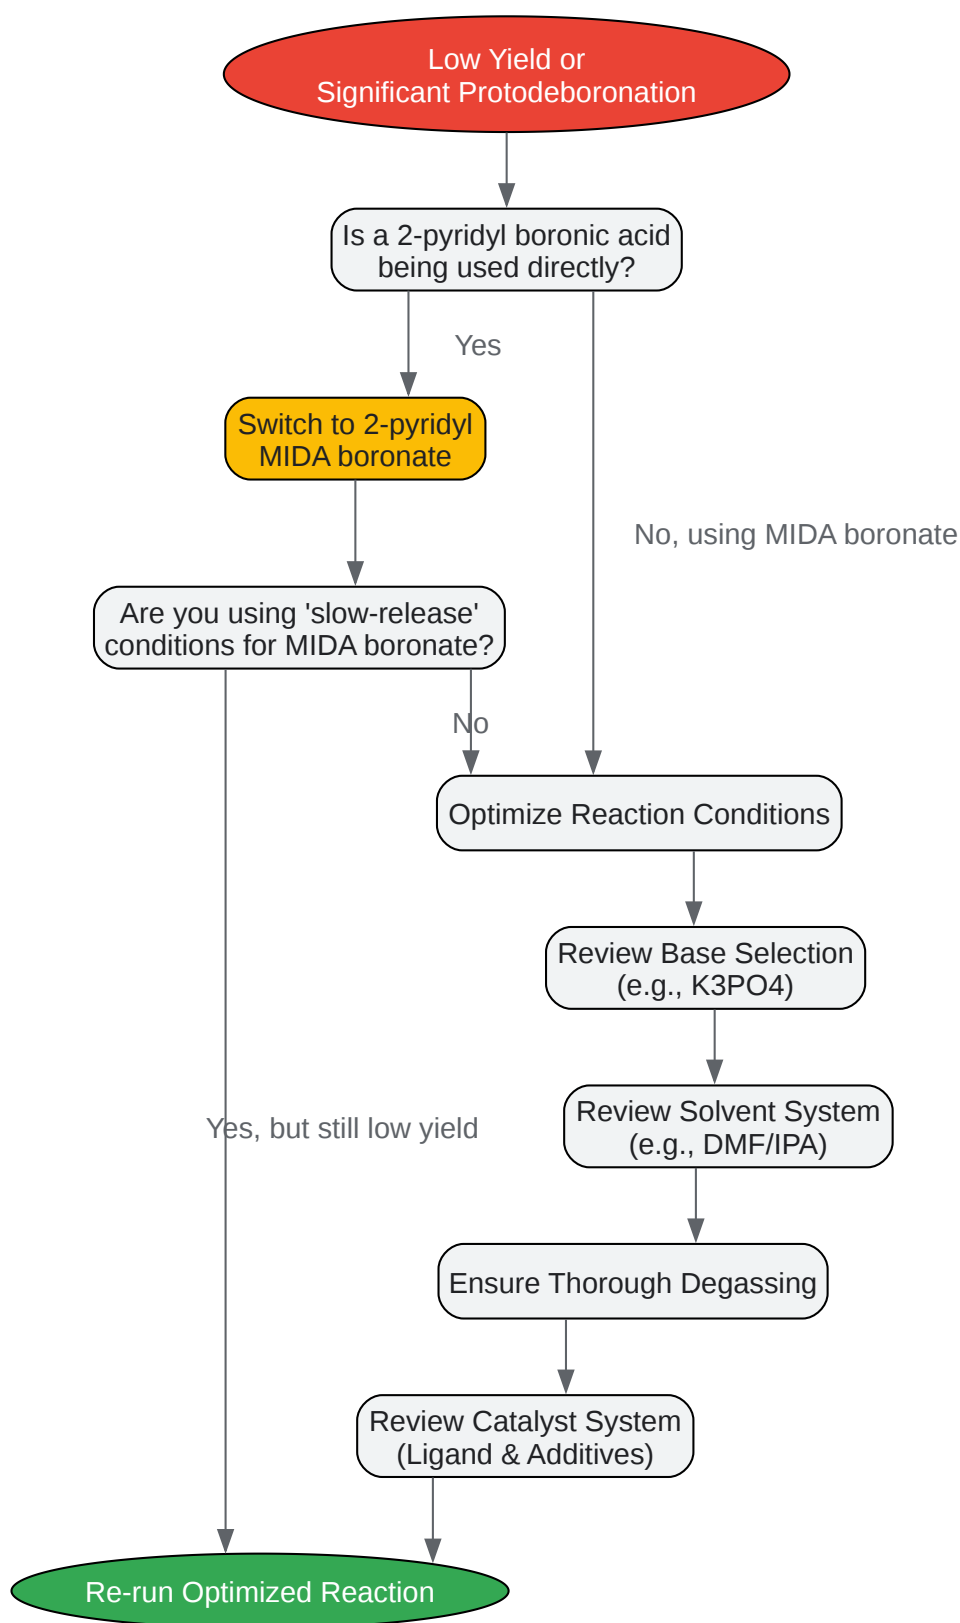 Low Yield or
Significant Protodeboronation
Is a 2-pyridyl boronic acid
being used directly?
Yes
Switch to 2-pyridyl
MIDA boronate
No, using MIDA boronate
Are you using 'slow-release'
conditions for MIDA boronate?
No
Optimize Reaction Conditions
Review Base Selection
(e.g., K3PO4)
Review Solvent System
(e.g., DMF/IPA)
Yes, but still low yield
Ensure Thorough Degassing
Review Catalyst System
(Ligand & Additives)
Re-run Optimized Reaction